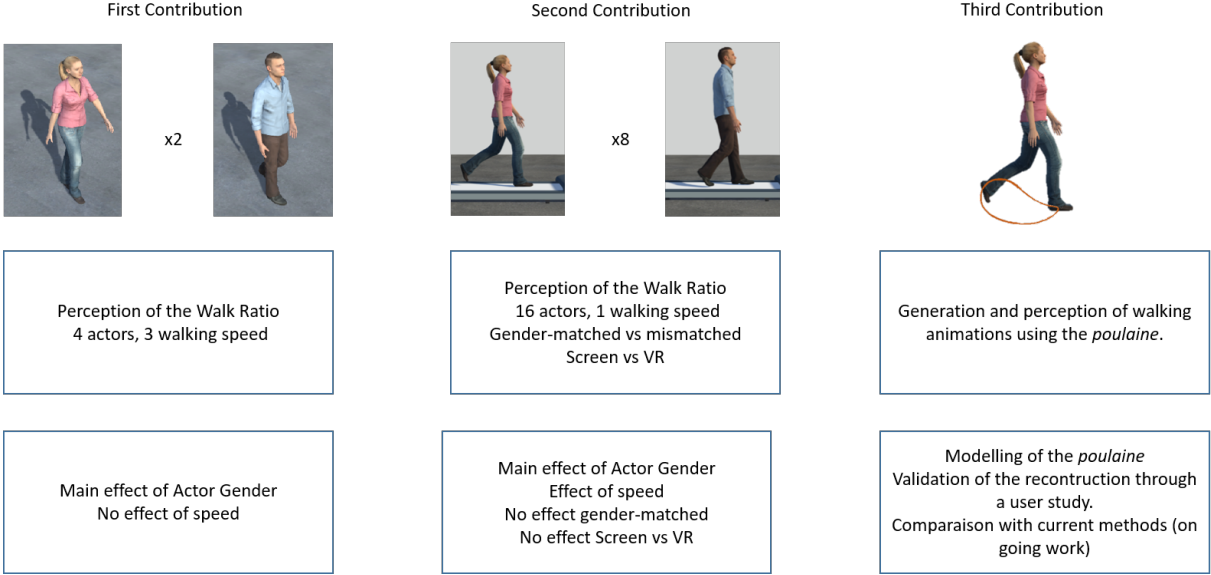 First Contribution
Second Contribution
Third Contribution
x2
x8
Perception of the Walk Ratio
4 actors, 3 walking speed
Perception of the Walk Ratio
16 actors, 1 walking speed
Gender-matched vs mismatched
Screen vs VR
Generation and perception of walking
animations using the poulaine.
Main effect of Actor Gender
No effect of speed
Main effect of Actor Gender
Effect of speed
No effect gender-matched
No effect Screen vs VR
Modelling of the poulaine
Validation of the recontruction through
a user study.
Comparaison with current methods (on
going work)